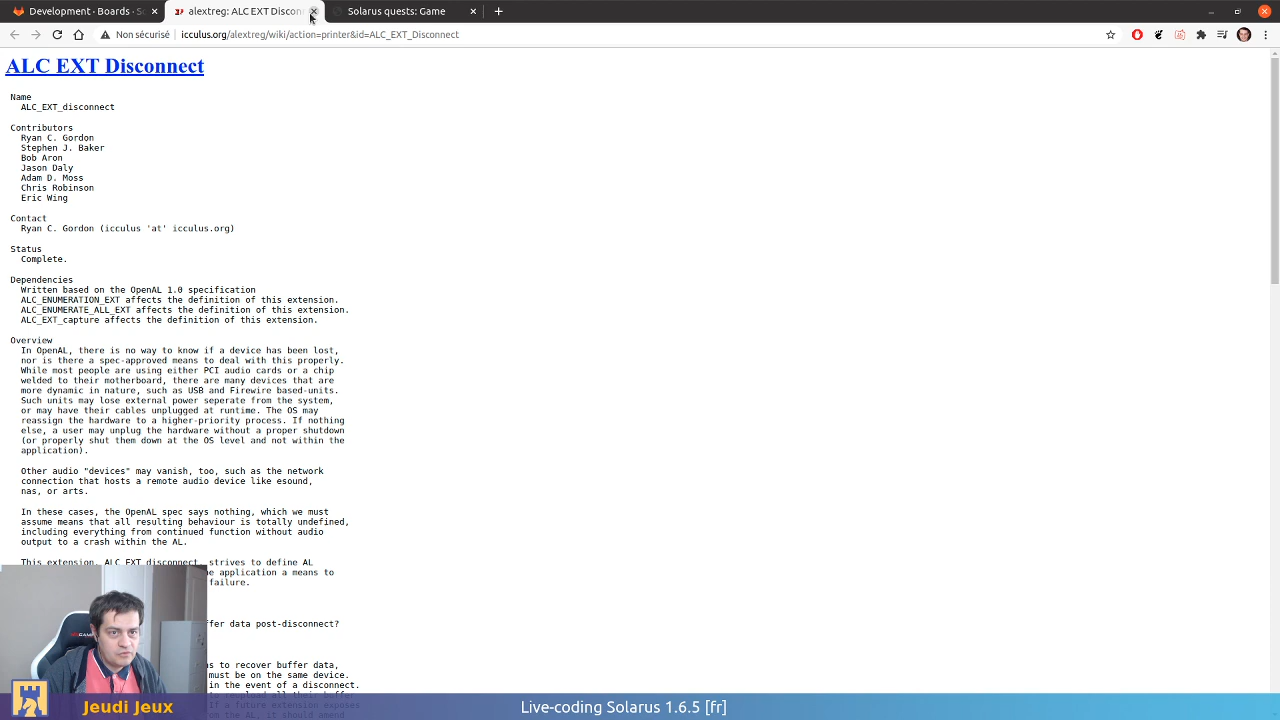 Development · Boards · So
alextreg: ALC EXT Disconn
Solarus quests: Game
Non sécurisé
icculus.org/alextreg/wiki/action=printer&id=ALC_EXT_Disconnect
ALC EXT Disconnect
Name
ALC_EXT_disconnect
Contributors
Ryan C. Gordon
Stephen J. Baker
Bob Aron
Jason Daly
Adam D. Moss
Chris Robinson
Eric Wing
Contact
Ryan C. Gordon (icculus 'at' icculus.org)
Status
Complete.
Dependencies
Written based on the OpenAL 1.0 specification
ALC_ENUMERATION_EXT affects the definition of this extension.
ALC_ENUMERATE_ALL_EXT affects the definition of this extension.
ALC_EXT_capture affects the definition of this extension.
Overview
In OpenAL, there is no way to know if a device has been lost,
nor is there a spec-approved means to deal with this properly.
While most people are using either PCI audio cards or a chip
welded to their motherboard, there are many devices that are
more dynamic in nature, such as USB and Firewire based-units.
Such units may lose external power seperate from the system,
or may have their cables unplugged at runtime. The OS may
reassign the hardware to a higher-priority process. If nothing
else, a user may unplug the hardware without a proper shutdown
(or properly shut them down at the OS level and not within the
application).
Other audio "devices" may vanish, too, such as the network
connection that hosts a remote audio device like esound,
nas, or arts.
In these cases, the OpenAL spec says nothing, which we must
assume means that all resulting behaviour is totally undefined,
including everything from continued function without audio
output to a crash within the AL.
This extension, ALC_EXT_disconnect, strives to define AL
application a means to
failure.
data post-disconnect?
to recover buffer data,
must be on the same device.
in the event of a disconnect.
If a future extension exposes
Jeudi Jeux
Live-coding Solarus 1.6.5 [fr]